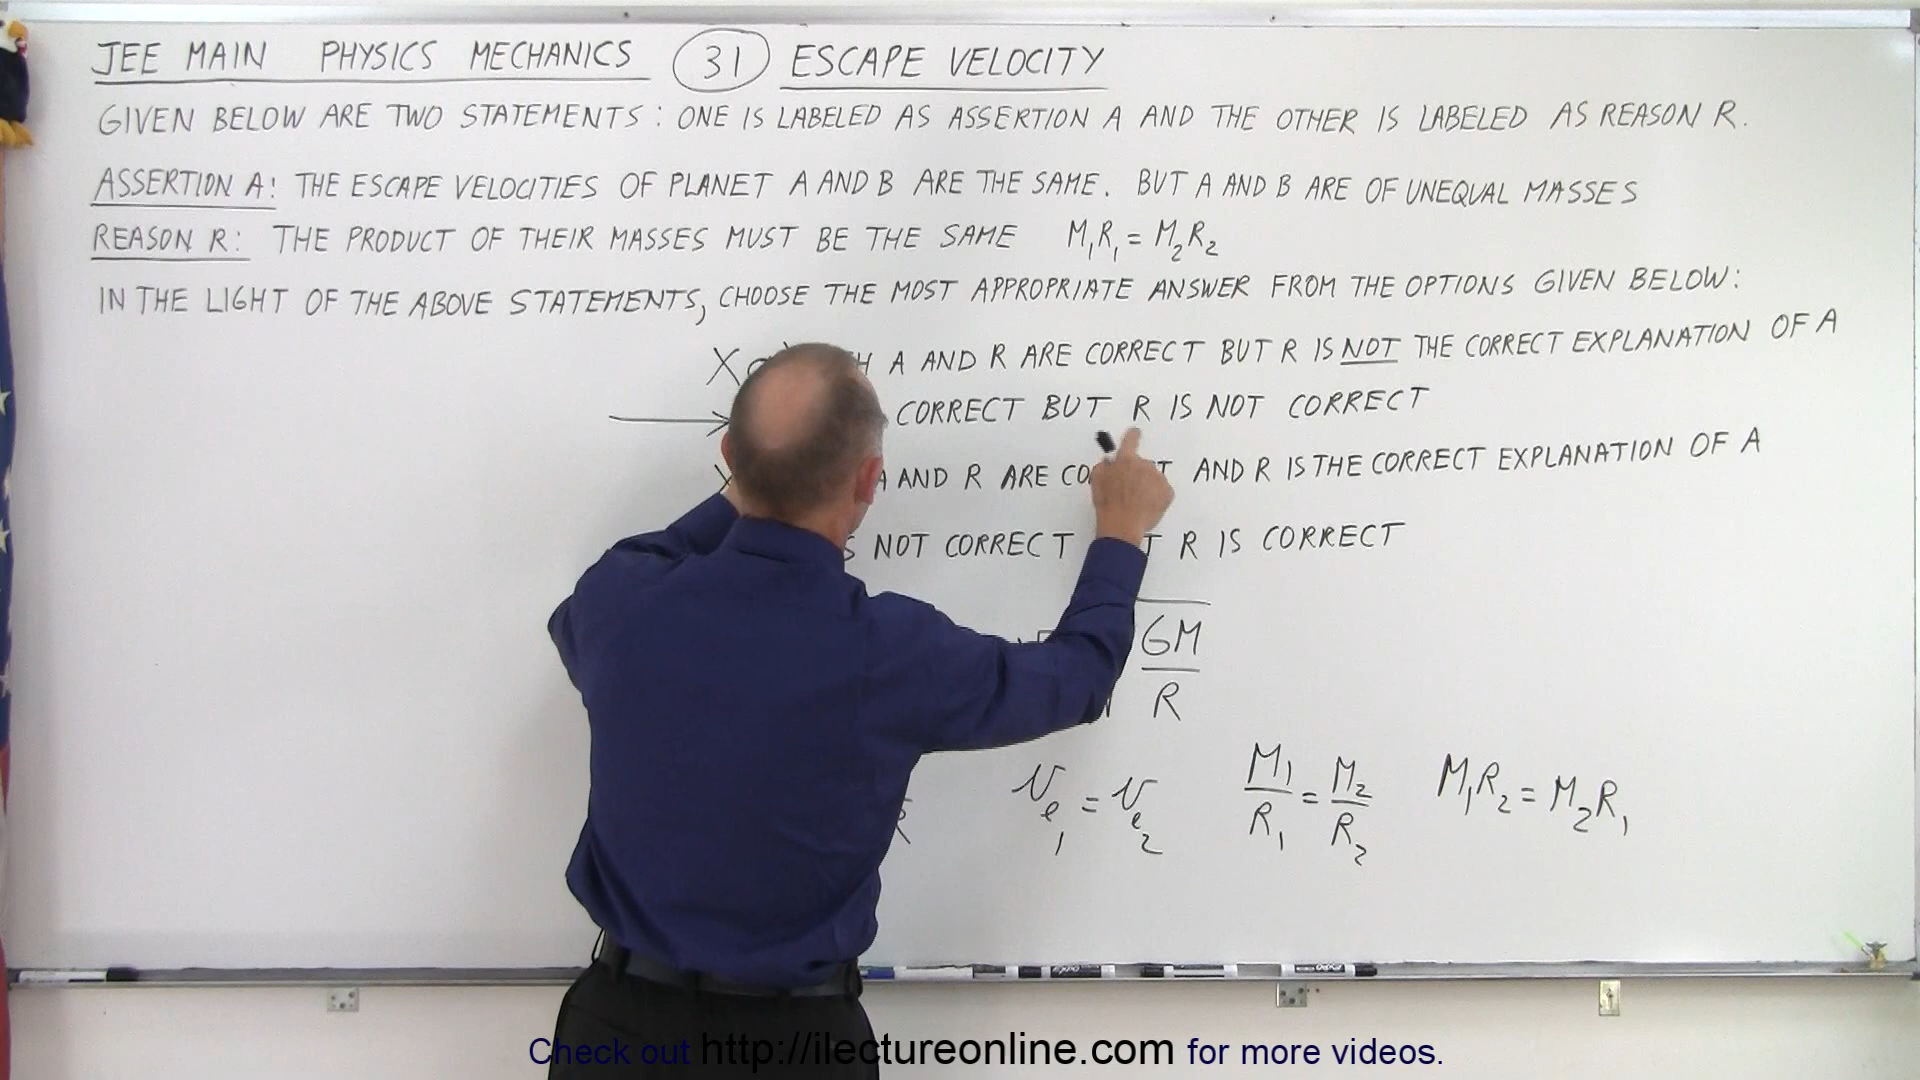 JEE MAIN PHYSICS MECHANICS 31 ESCAPE VELOCITY
GIVEN BELOW ARE TWO STATEMENTS: ONE IS LABELED AS ASSERTION A AND THE OTHER IS LABELED AS REASON R.
ASSERTION A: THE ESCAPE VELOCITIES OF PLANET A AND B ARE THE SAME. BUT A AND B ARE OF UNEQUAL MASSES
REASON R: THE PRODUCT OF THEIR MASSES MUST BE THE SAME M₁R₁ = M₂R₂
IN THE LIGHT OF THE ABOVE STATEMENTS, CHOOSE THE MOST APPROPRIATE ANSWER FROM THE OPTIONS GIVEN BELOW:
X A AND R ARE CORRECT BUT R IS NOT THE CORRECT EXPLANATION OF A
CORRECT BUT R IS NOT CORRECT
A AND R ARE AND R IS THE CORRECT EXPLANATION OF A
NOT CORRECT R IS CORRECT
GM
R
v_e₁ = v_e₂ M₁/R₁ = M₂/R₂ M₁R₂ = M₂R₁
Check out http://ilectureonline.com for more videos.